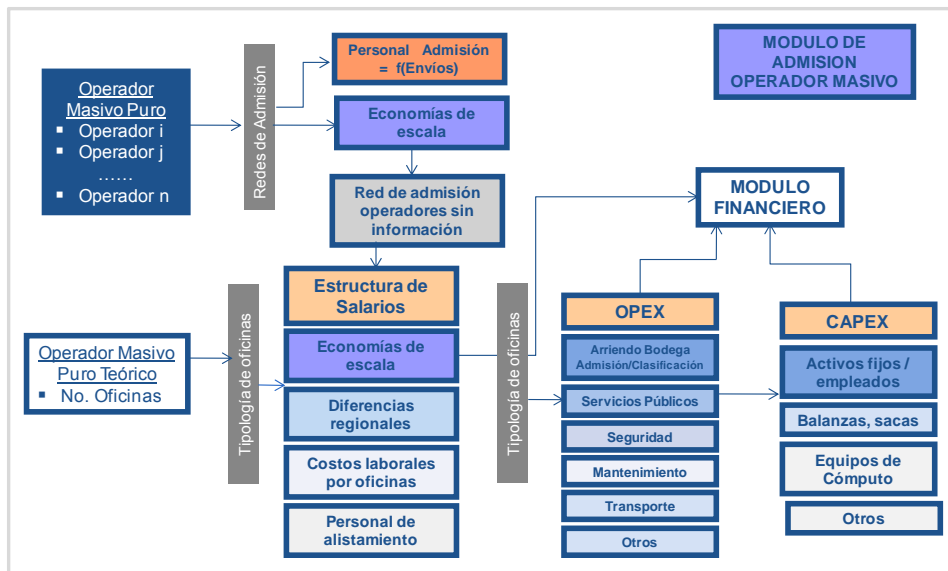 MODULO DE
ADMISION
OPERADOR MASIVO
Personal Admisión
= f(Envíos)
Operador
Masivo Puro
▪ Operador i
▪ Operador j
……
▪ Operador n
Redes de Admisión
Economías de
escala
Red de admisión
operadores sin
información
MODULO
FINANCIERO
Estructura de
Salarios
Economías de
escala
Diferencias
regionales
Costos laborales
por oficinas
Personal de
alistamiento
Operador Masivo
Puro Teórico
▪ No. Oficinas
Tipología de oficinas
Tipología de oficinas
OPEX
Arriendo Bodega
Admisión/Clasificación
Servicios Públicos
Seguridad
Mantenimiento
Transporte
Otros
CAPEX
Activos fijos /
empleados
Balanzas, sacas
Equipos de
Cómputo
Otros